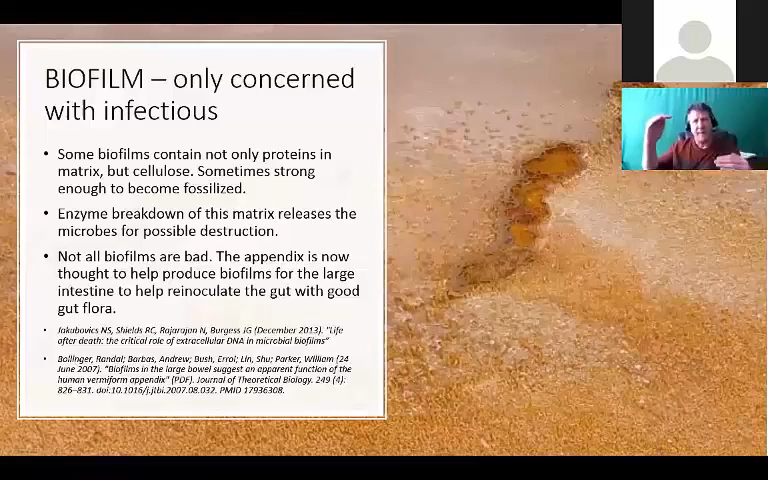 BIOFILM – only concerned
with infectious
• Some biofilms contain not only proteins in
matrix, but cellulose. Sometimes strong
enough to become fossilized.
• Enzyme breakdown of this matrix releases the
microbes for possible destruction.
• Not all biofilms are bad. The appendix is now
thought to help produce biofilms for the large
intestine to help reinoculate the gut with good
gut flora.
• Jakubovics NS, Shields RC, Rajarajan N, Burgess JG (December 2013). "Life
after death: the critical role of extracellular DNA in microbial biofilms"
• Bollinger, Randal; Barbas, Andrew; Bush, Errol; Lin, Shu; Parker, William (24
June 2007). "Biofilms in the large bowel suggest an apparent function of the
human vermiform appendix" (PDF). Journal of Theoretical Biology. 249 (4):
826–831. doi:10.1016/j.jtbi.2007.08.032. PMID 17936308.